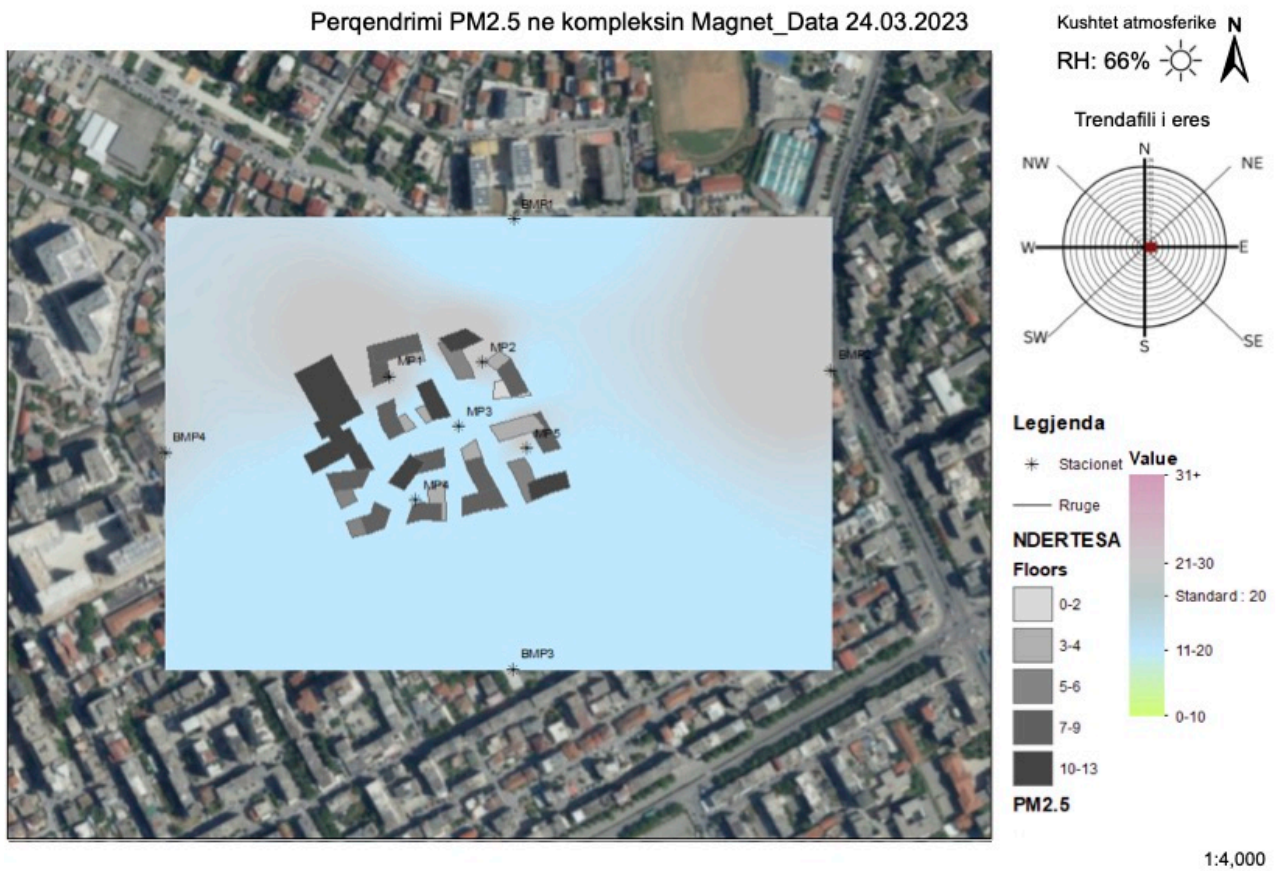 Perqendrimi PM2.5 ne kompleksin Magnet_Data 24.03.2023
Kushtet atmosferike
N
RH: 66%
Trendafili i eres
N
NW
NE
W
E
SW
SE
S
BMP1
BMP2
MP2
MP1
MP3
BMP4
MP5
MP4
BMP3
Legjenda
Stacionet
Rruge
NDERTESA
Floors
0-2
3-4
5-6
7-9
10-13
PM2.5
Value
31+
21-30
Standard : 20
11-20
0-10
1:4,000